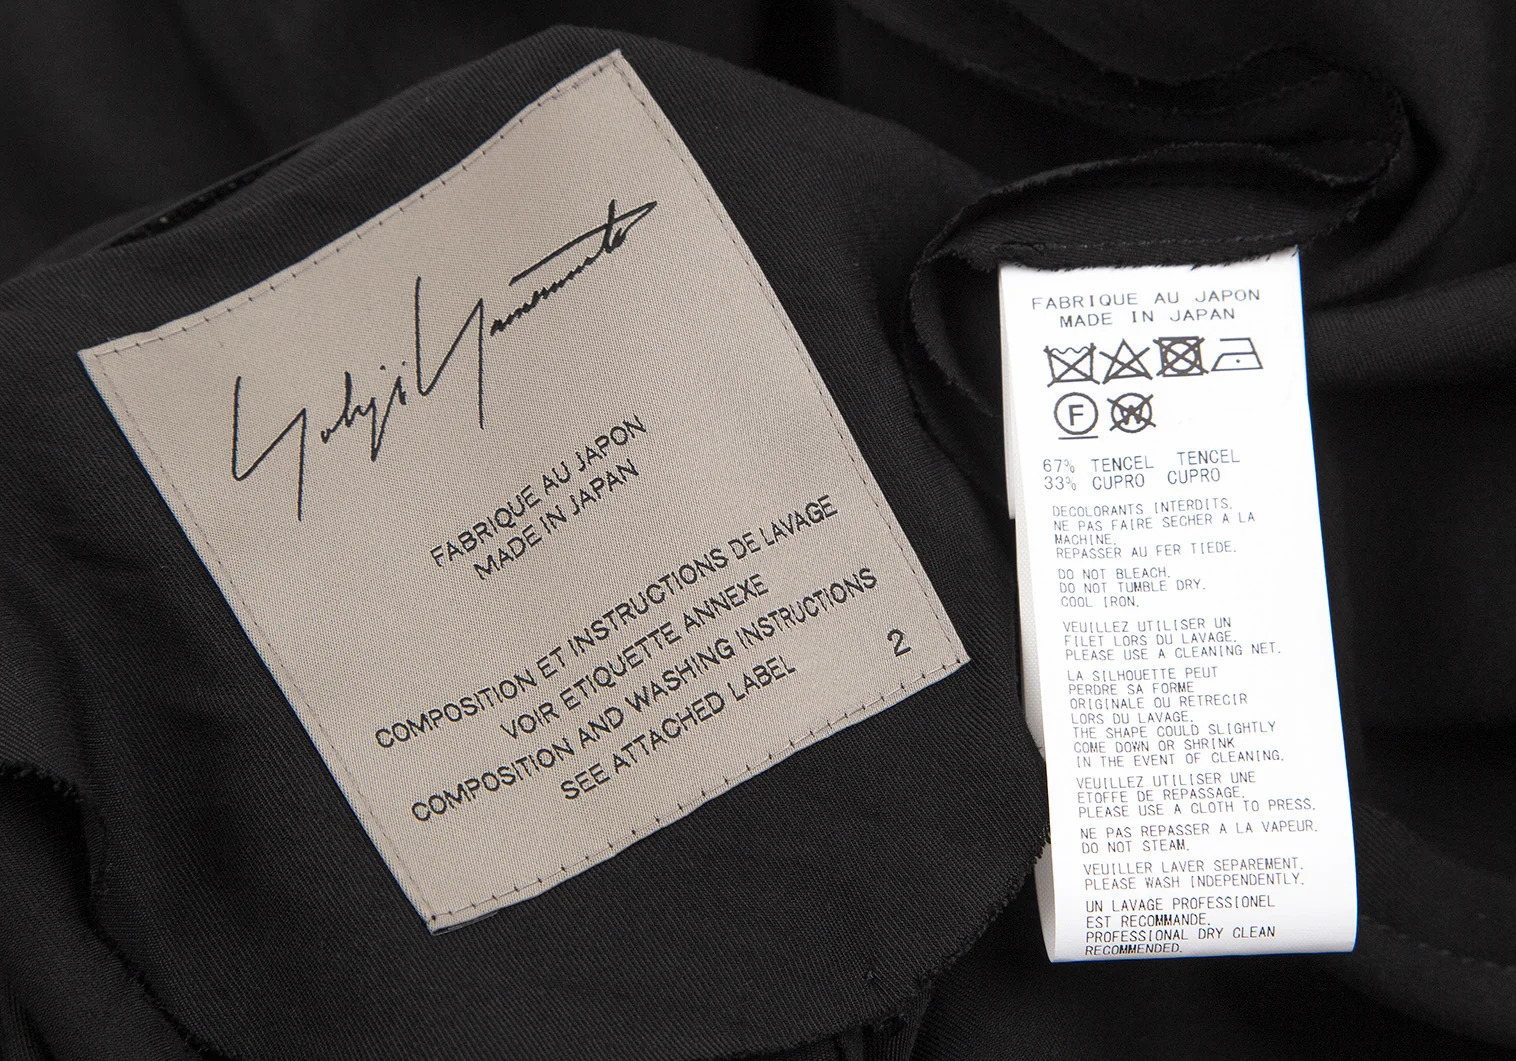 Yohji Yamamoto
FABRIQUE AU JAPON
MADE IN JAPAN
COMPOSITION ET INSTRUCTIONS DE LAVAGE
VOIR ETIQUETTE ANNEXE
COMPOSITION AND WASHING INSTRUCTIONS
SEE ATTACHED LABEL
2
FABRIQUE AU JAPON
MADE IN JAPAN
F
W
67% TENCEL TENCEL
33% CUPRO CUPRO
DECOLORANTS INTERDITS.
NE PAS FAIRE SECHER A LA
MACHINE.
REPASSER AU FER TIEDE.
DO NOT BLEACH.
DO NOT TUMBLE DRY.
COOL IRON.
VEUILLEZ UTILISER UN
FILET LORS DU LAVAGE.
PLEASE USE A CLEANING NET.
LA SILHOUETTE PEUT
PERDRE SA FORME
ORIGINALE OU RETRECIR
LORS DU LAVAGE.
THE SHAPE COULD SLIGHTLY
COME DOWN OR SHRINK
IN THE EVENT OF CLEANING.
VEUILLEZ UTILISER UNE
ETOFFE DE REPASSAGE.
PLEASE USE A CLOTH TO PRESS.
NE PAS REPASSER A LA VAPEUR.
DO NOT STEAM.
VEUILLER LAVER SEPAREMENT.
PLEASE WASH INDEPENDENTLY.
UN LAVAGE PROFESSIONEL
EST RECOMMANDE.
PROFESSIONAL DRY CLEAN
RECOMMENDED.